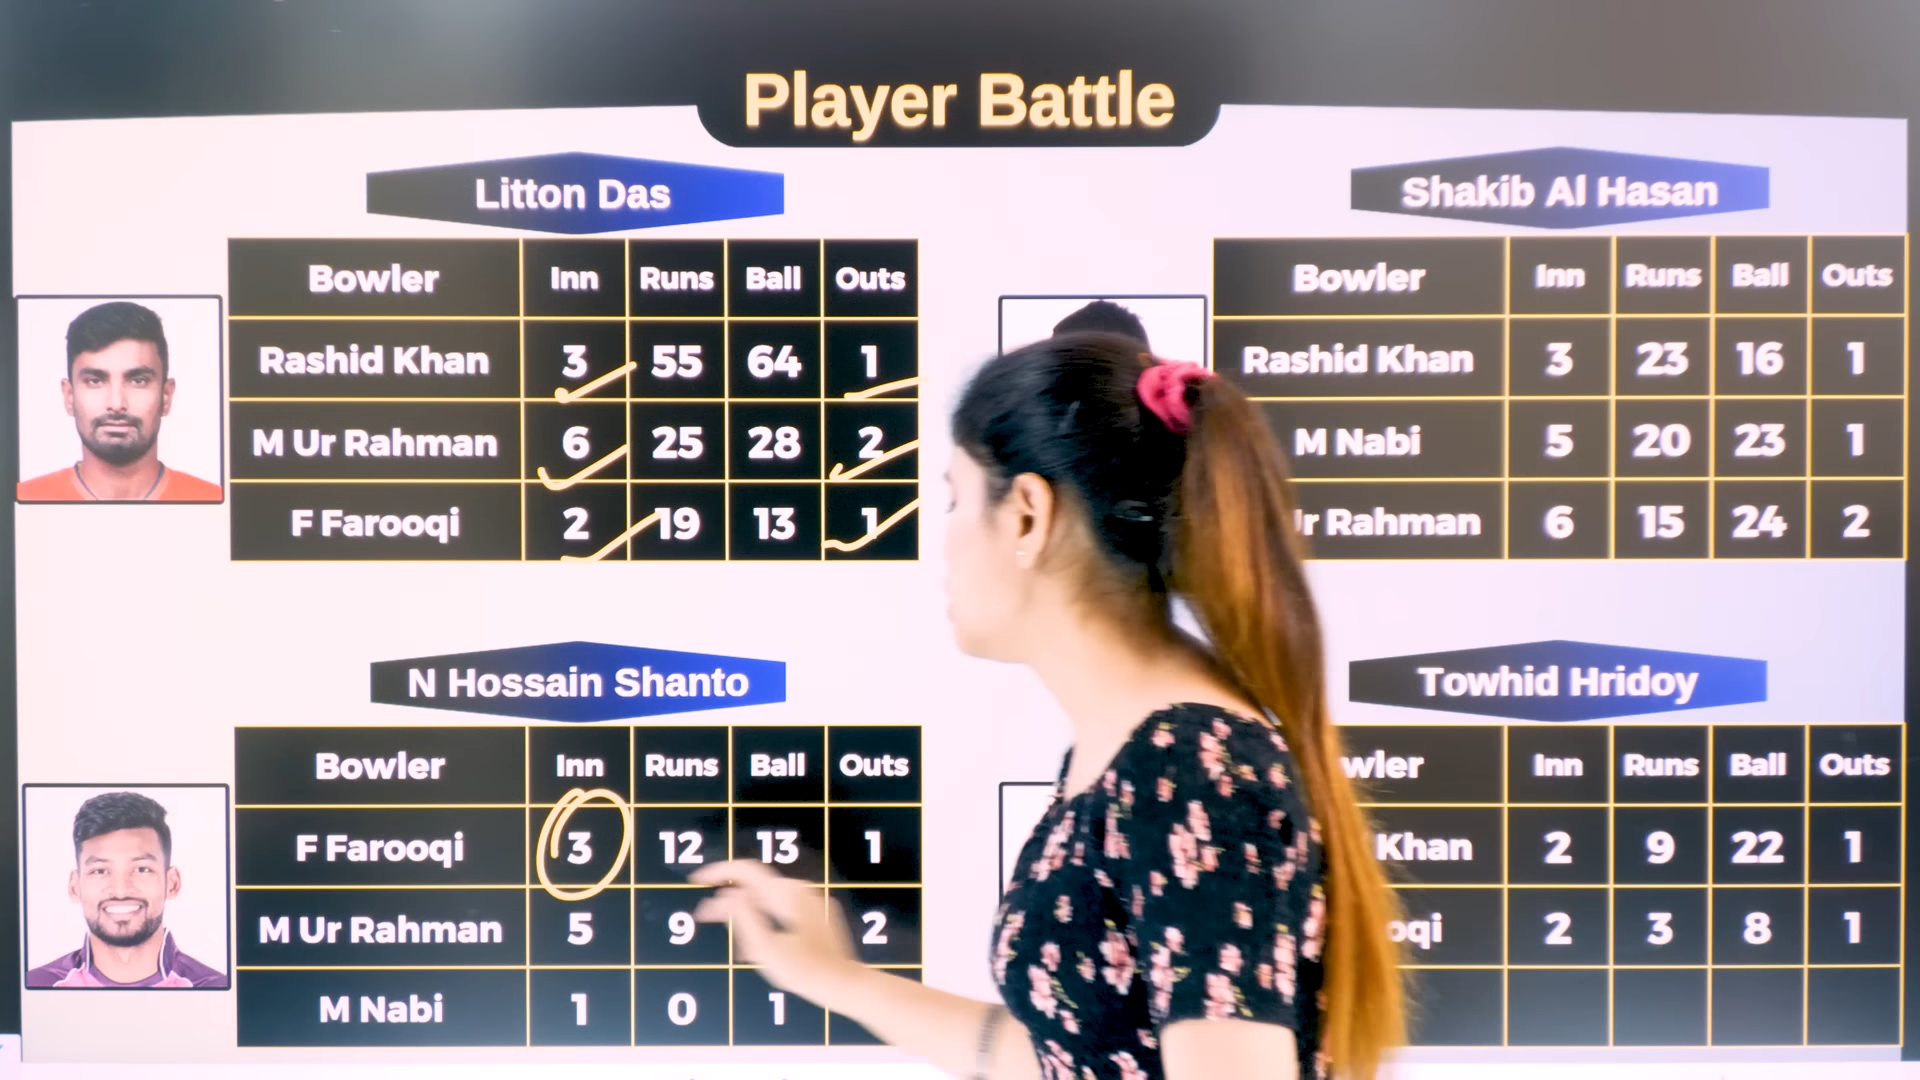 Player Battle
Litton Das
Bowler Inn Runs Ball Outs
Rashid Khan 3 55 64 1
M Ur Rahman 6 25 28 2
F Farooqi 2 19 13 1
Shakib Al Hasan
Bowler Inn Runs Ball Outs
Rashid Khan 3 23 16 1
M Nabi 5 20 23 1
Rahman 6 15 24 2
N Hossain Shanto
Bowler Inn Runs Ball Outs
F Farooqi 3 12 13 1
M Ur Rahman 5 9 2
M Nabi 1 0 1
Towhid Hridoy
Inn Runs Ball Outs
Khan 2 9 22 1
2 3 8 1